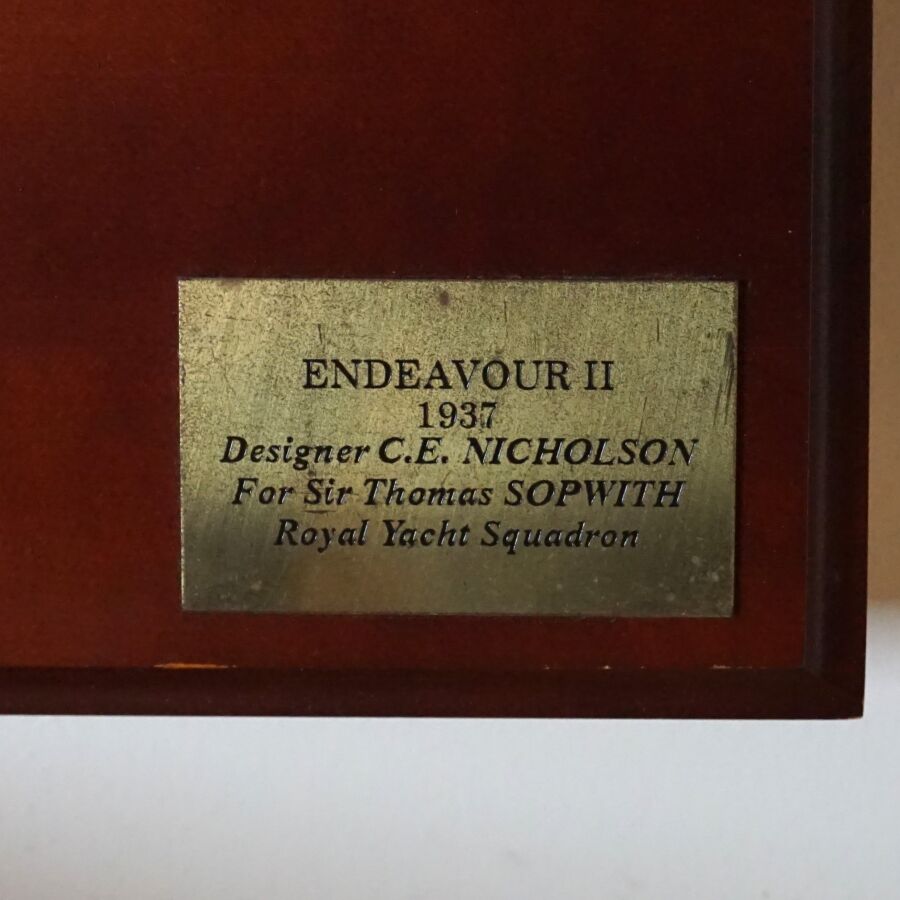 ENDEAVOUR II
1937
Designer C.E. NICHOLSON
For Sir Thomas SOPWITH
Royal Yacht Squadron